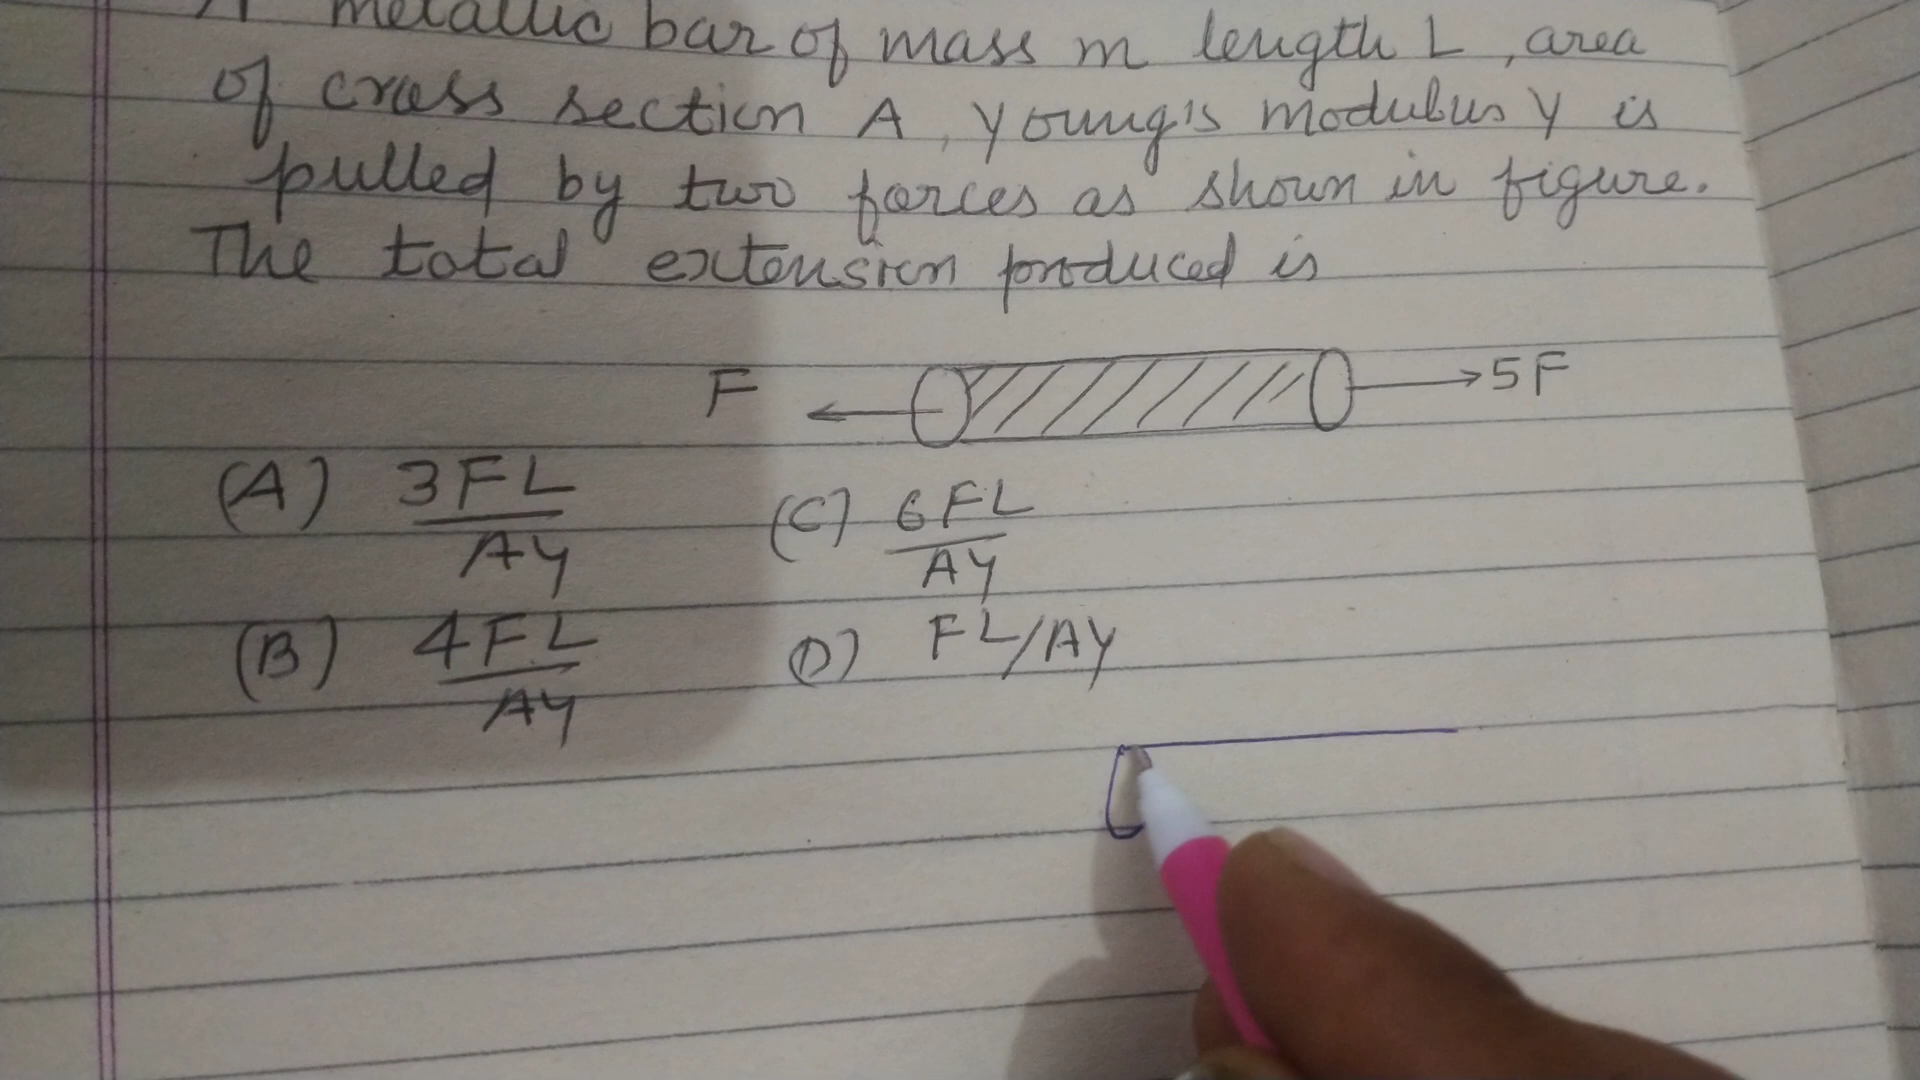 A metallic bar of mass m length L, area
of cross section A, Young's modulus Y is
pulled by two forces as shown in figure.
The total extension produced is
F 5F
(A) 3FL/AY (C) 6FL/AY
(B) 4FL/AY D) FL/AY